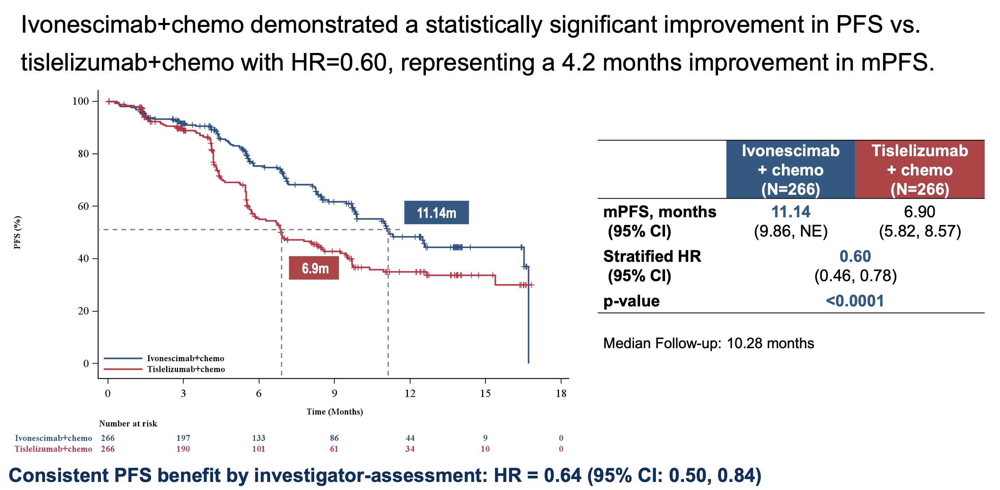 Ivonescimab+chemo demonstrated a statistically significant improvement in PFS vs.
tislelizumab+chemo with HR=0.60, representing a 4.2 months improvement in mPFS.
PFS (%)
100
80
60
40
20
0
11.14m
6.9m
Ivonescimab+chemo
Tislelizumab+chemo
0 3 6 9 12 15 18
Time (Months)
Number at risk
Ivonescimab+chemo 266 197 133 86 44 9 0
Tislelizumab+chemo 266 190 101 61 34 10 0
Ivonescimab Tislelizumab
+ chemo + chemo
(N=266) (N=266)
mPFS, months 11.14 6.90
(95% CI) (9.86, NE) (5.82, 8.57)
Stratified HR 0.60
(95% CI) (0.46, 0.78)
p-value <0.0001
Median Follow-up: 10.28 months
Consistent PFS benefit by investigator-assessment: HR = 0.64 (95% CI: 0.50, 0.84)